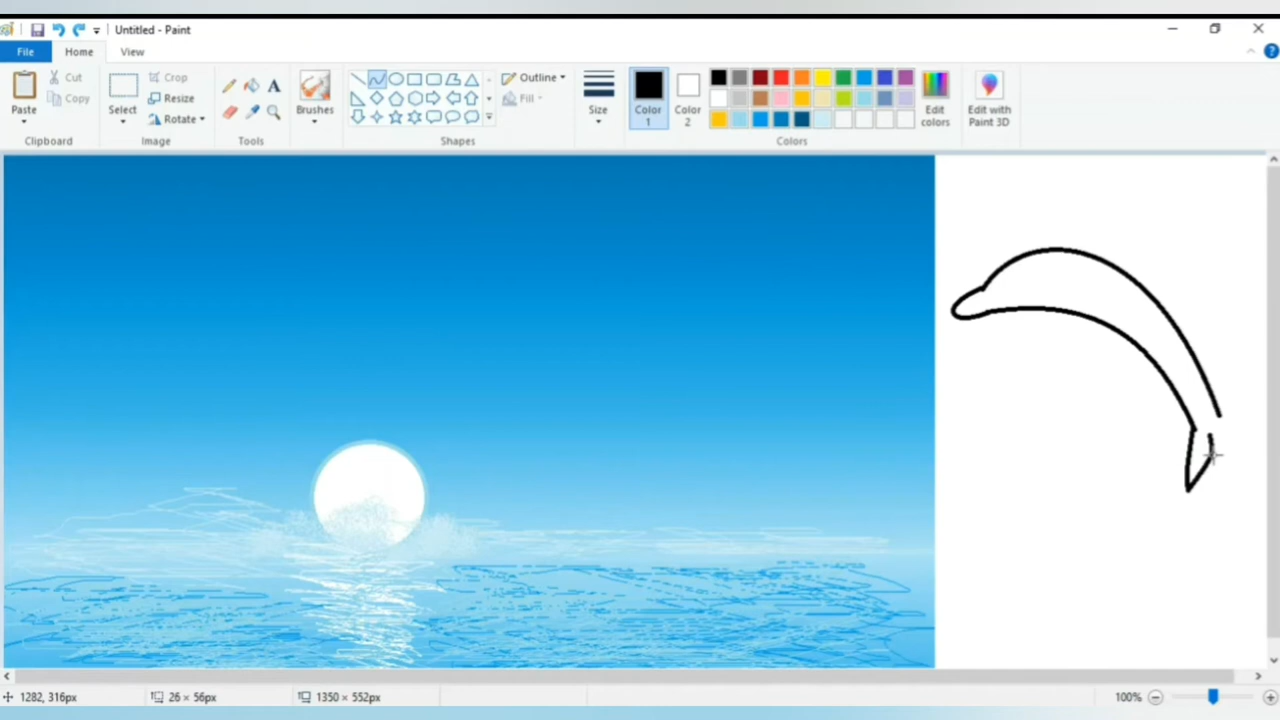 Untitled - Paint
File Home View
Paste
Cut
Copy
Clipboard
Select
Crop
Resize
Rotate
Image
A
Tools
Brushes
Outline
Fill
Shapes
Size
Color 1
Color 2
Colors
Edit colors
Edit with Paint 3D
1282, 316px 26 × 56px 1350 × 552px 100%